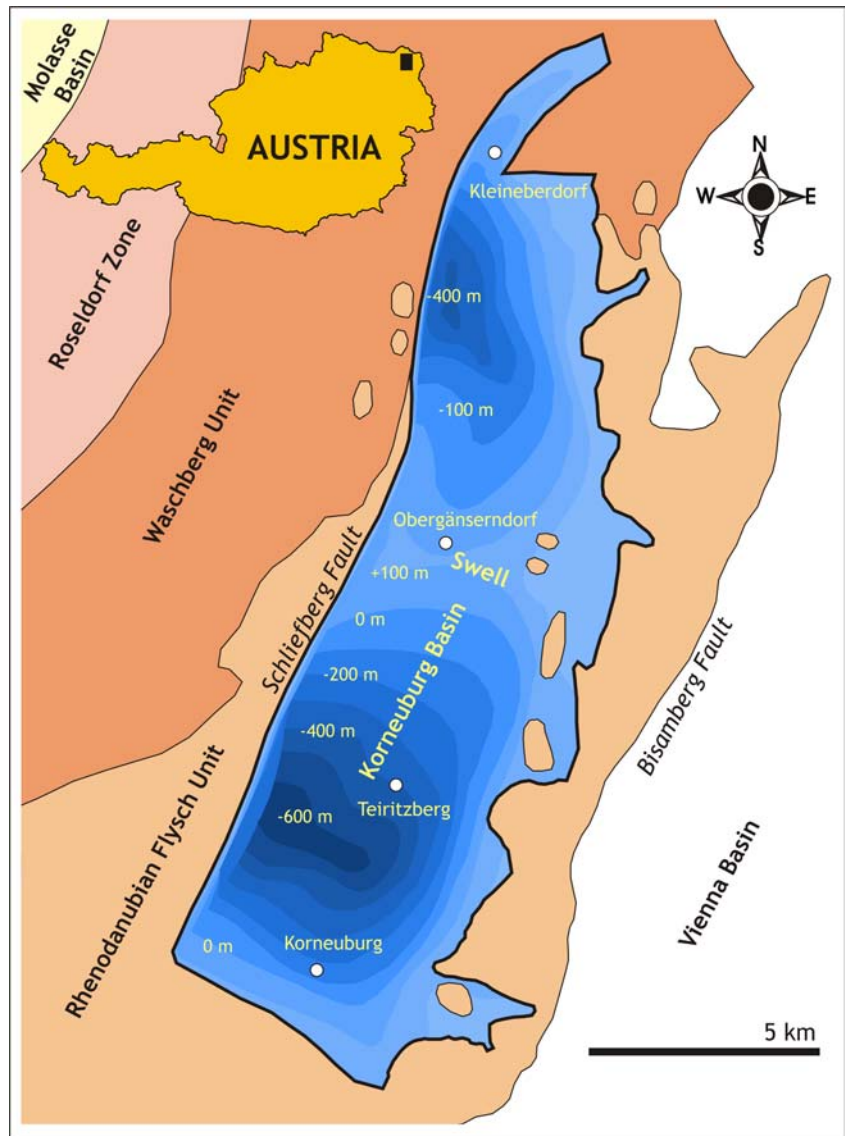 Molasse
Basin
AUSTRIA
Roseldorf Zone
Waschberg Unit
N
W
E
S
Kleineberdorf
-400 m
-100 m
Obergänserndorf
Swell
+100 m
Schliefberg Fault
0 m
Korneuburg Basin
-200 m
-400 m
Teiritzberg
-600 m
Bisamberg Fault
Rhenodanubian Flysch Unit
Vienna Basin
0 m
Korneuburg
5 km